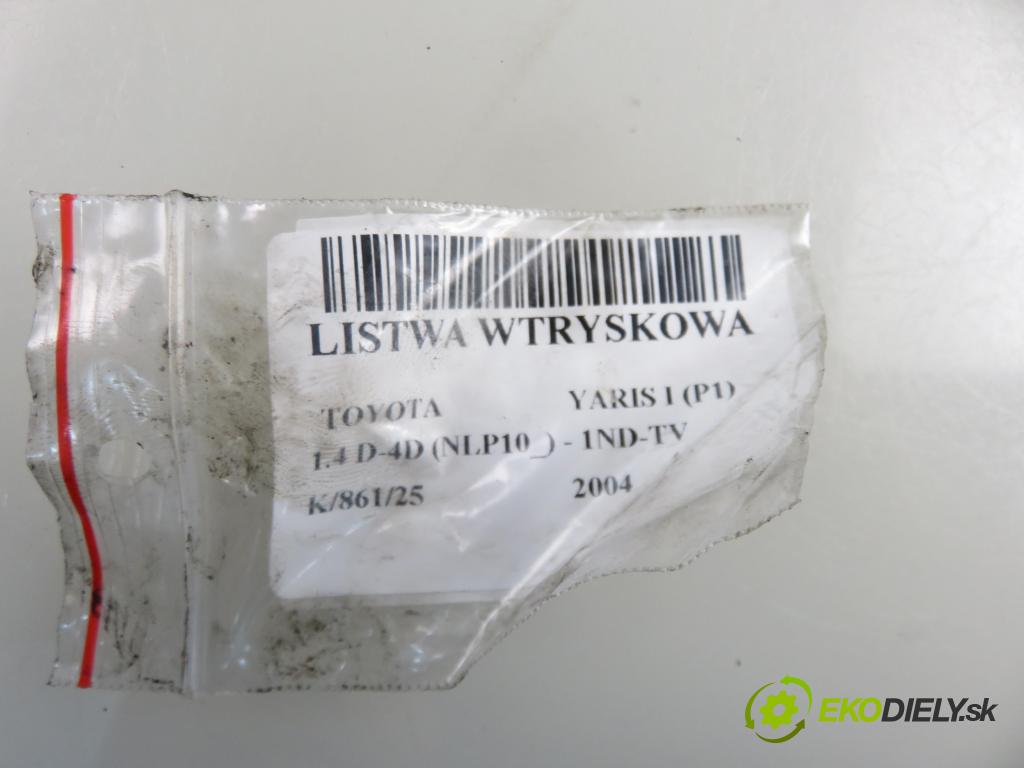 LISTWA WTRYSKOWA
TOYOTA YARIS I (P1)
1.4 D-4D (NLP10_) - 1ND-TV
K/861/25 2004
EKODIELY.sk